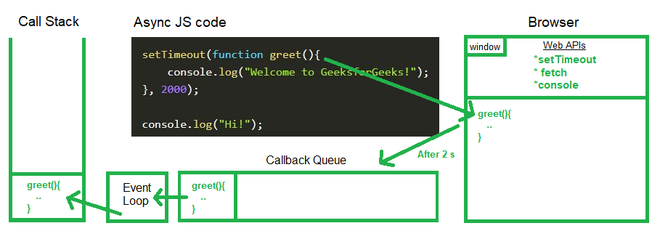 Call Stack
Async JS code
Browser
setTimeout(function greet(){
console.log("Welcome to GeeksforGeeks!");
}, 2000);
console.log("Hi!");
window
Web APIs
*setTimeout
* fetch
*console
greet(){
..
}
After 2 s
Callback Queue
greet(){
..
}
Event
Loop
greet(){
..
}